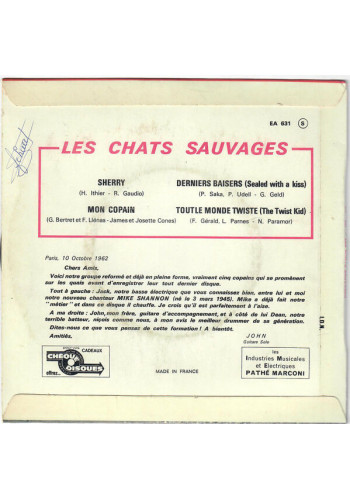 EA 631 S
LES CHATS SAUVAGES
SHERRY
(H. Ithier - R. Gaudio)
DERNIERS BAISERS (Sealed with a kiss)
(P. Saka, P. Udell - G. Geld)
MON COPAIN
(G. Bertret et F. Liénas - James et Josette Cones)
TOUT LE MONDE TWISTE (The Twist Kid)
(F. Gérald, L. Parnes - N. Paramor)
Paris, 10 Octobre 1962
Chers Amis,
Voici notre groupe reformé et déjà en pleine forme, vraiment cinq copains qui se promènent
sur les quais avant d'enregistrer leur tout dernier disque.
Tout à gauche : Jack, notre basse électrique que vous connaissez bien, entre lui et moi
notre nouveau chanteur MIKE SHANNON (né le 3 mars 1945). Mike a déjà fait notre
"métier" dans ce disque et il chante à mon côté. Je crois qu'il est parfaitement à l'aise.
A ma droite : John, mon frère, guitare d'accompagnement, et à côté de lui Dean, notre
terrible batteur, niçois comme nous, à mon avis le meilleur drummer de sa génération.
Dites-nous ce que vous pensez de cette formation ! A bientôt.
Amitiés,
JOHN
Guitare Solo
CADEAUX
CHEOU DISQUES
offres...
MADE IN FRANCE
les
Industries Musicales
et Electriques
PATHÉ MARCONI